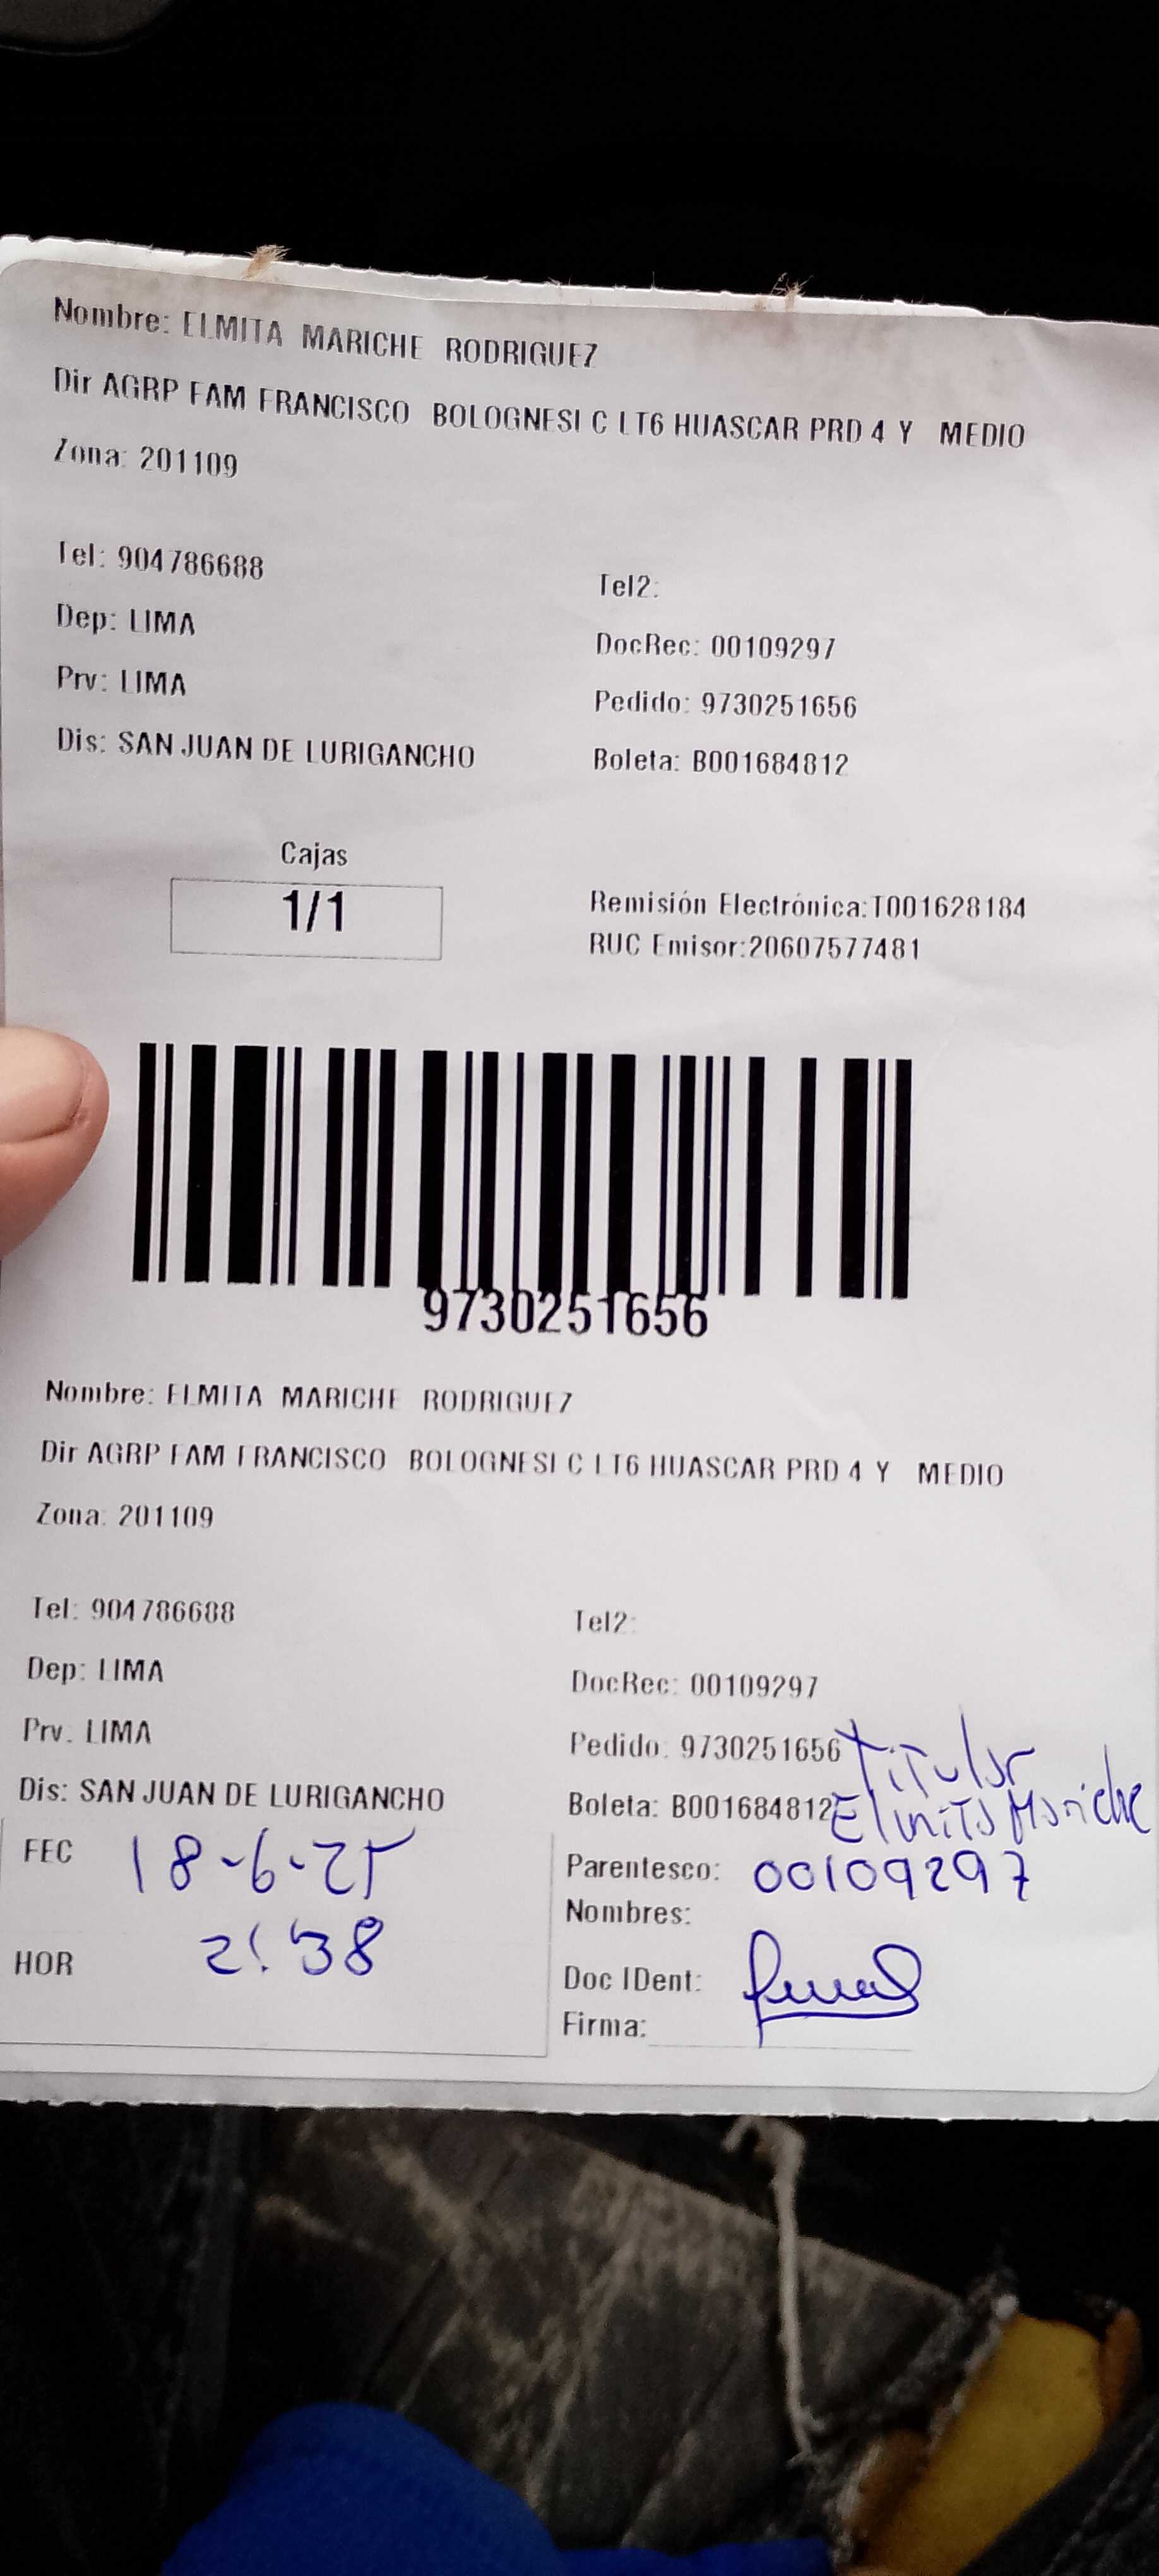 Nombre: ELMITA MARICHE RODRIGUEZ
Dir AGRP FAM FRANCISCO BOLOGNESI C LT6 HUASCAR PRD 4 Y MEDIO
Zona: 201109
Tel: 904786688
Tel2:
Dep: LIMA
DocRec: 00109297
Prv: LIMA
Pedido: 9730251656
Dis: SAN JUAN DE LURIGANCHO
Boleta: B001684812
Cajas
1/1
Remisión Electrónica:T001628184
RUC Emisor:20607577481
9730251656
Nombre: ELMITA MARICHE RODRIGUEZ
Dir AGRP FAM FRANCISCO BOLOGNESI C LT6 HUASCAR PRD 4 Y MEDIO
Zona: 201109
Tel: 904786688
Tel2:
Dep: LIMA
DocRec: 00109297
Prv: LIMA
Pedido: 9730251656 Titular
Dis: SAN JUAN DE LURIGANCHO
Boleta: B001684812 Elmita Mariche
FEC 18-6-25
Parentesco: 00109297
Nombres:
HOR 2:38
Doc IDent:
Firma: